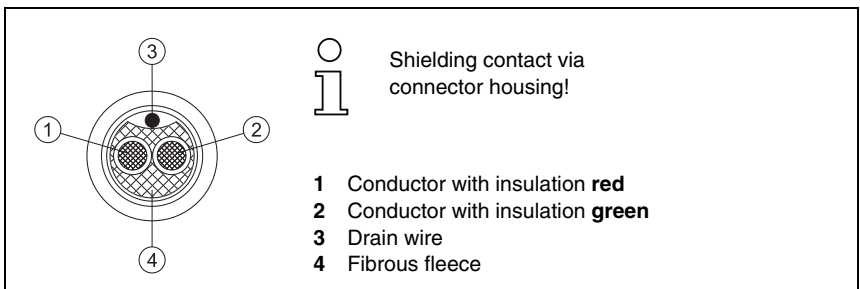 3
1
2
4
Shielding contact via
connector housing!
1 Conductor with insulation red
2 Conductor with insulation green
3 Drain wire
4 Fibrous fleece